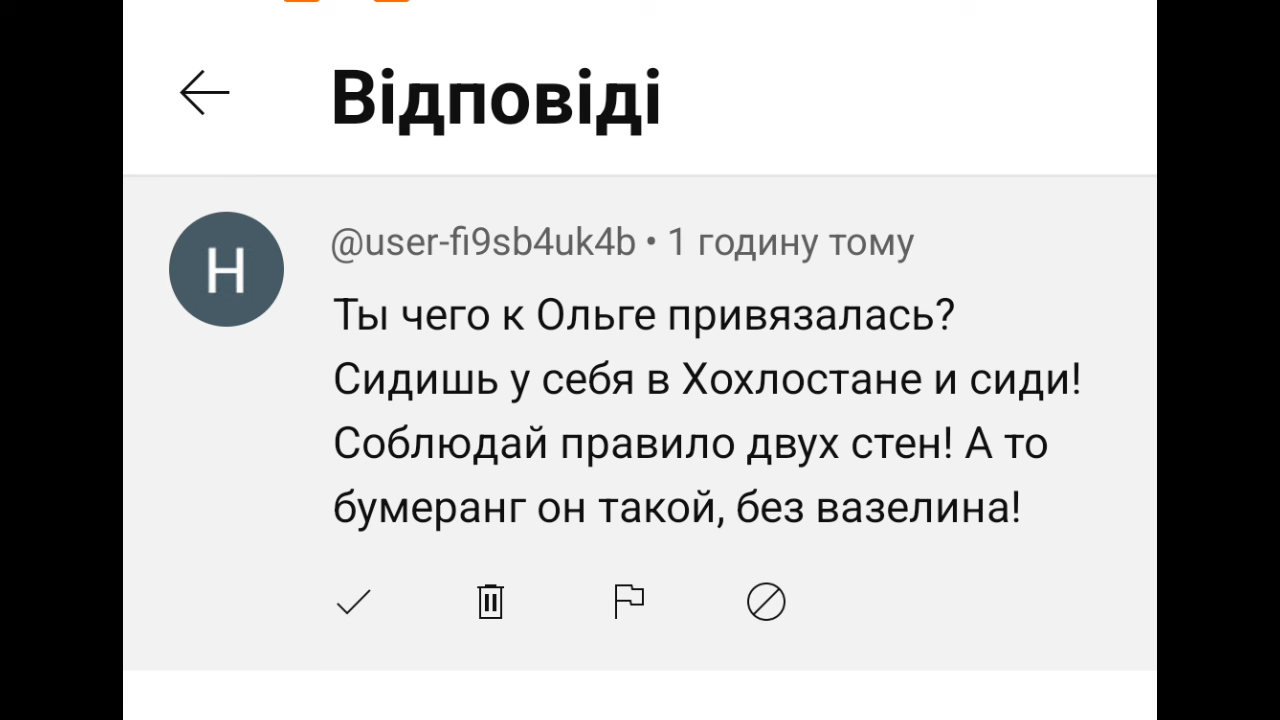 Відповіді
H
@user-fi9sb4uk4b • 1 годину тому
Ты чего к Ольге привязалась?
Сидишь у себя в Хохлостане и сиди!
Соблюдай правило двух стен! А то
бумеранг он такой, без вазелина!